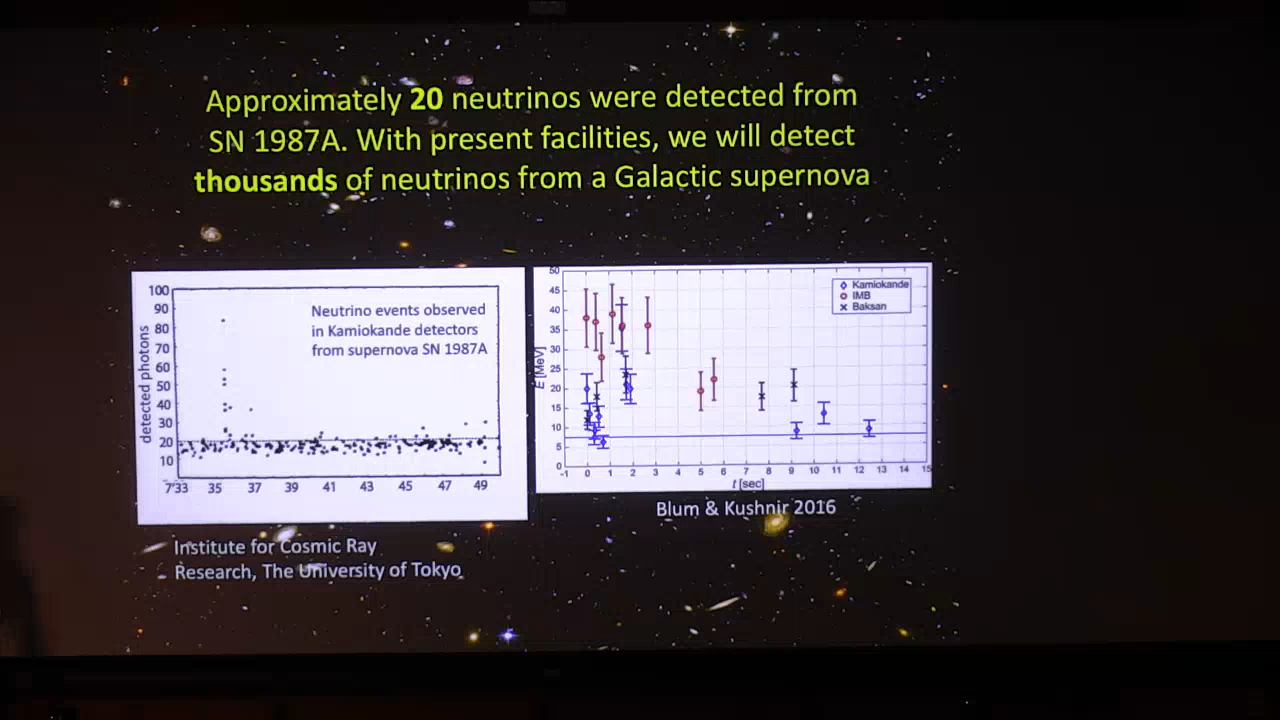 Approximately 20 neutrinos were detected from
SN 1987A. With present facilities, we will detect
thousands of neutrinos from a Galactic supernova
Neutrino events observed
in Kamiokande detectors
from supernova SN 1987A
detected photons
100
90
80
70
60
50
40
30
20
10
7'33 35 37 39 41 43 45 47 49
Institute for Cosmic Ray
Research, The University of Tokyo
Kamiokande
IMB
Baksan
E [MeV]
50
45
40
35
30
25
20
15
10
5
0
-1 0 1 2 3 4 5 6 7 8 9 10 11 12 13 14 15
t [sec]
Blum & Kushnir 2016